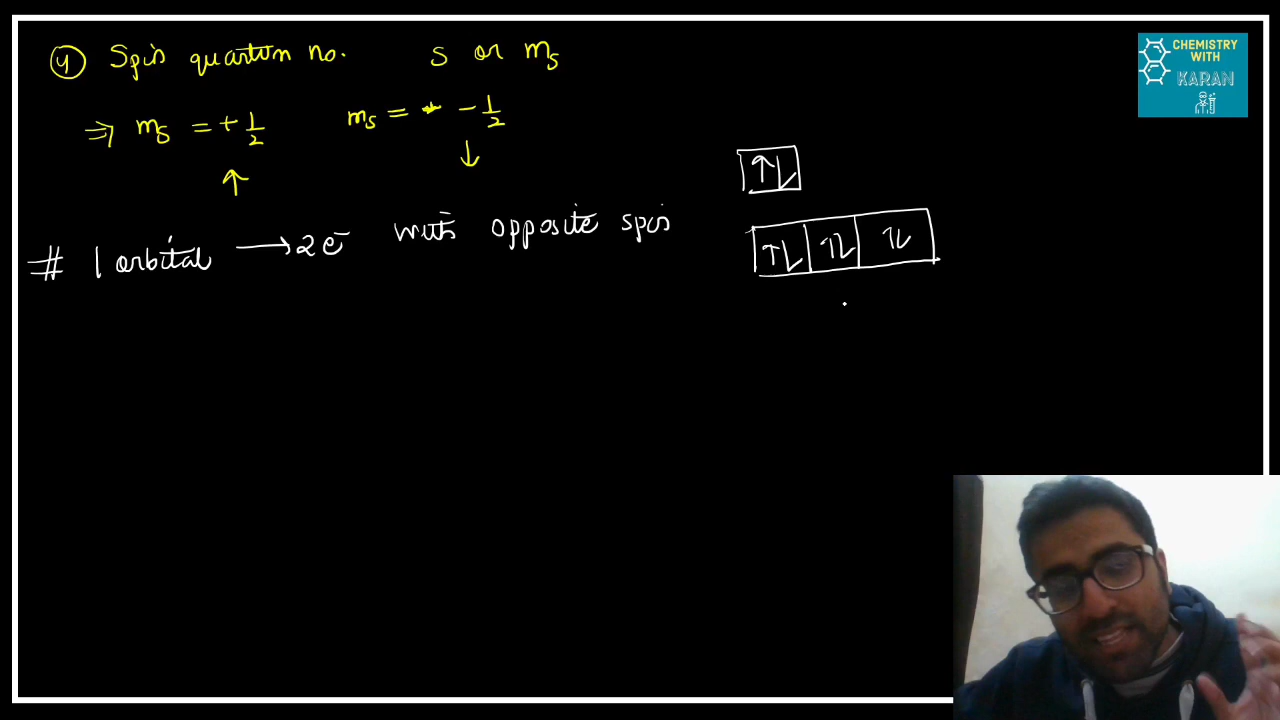 ④ Spin quantum no. s or ms
⇒ ms = + 1/2 ms = - 1/2
↑ ↓
# 1 orbital → 2e⁻ with opposite spin
↑↓
↑↓ ↑↓ ↑↓
CHEMISTRY
WITH
KARAN